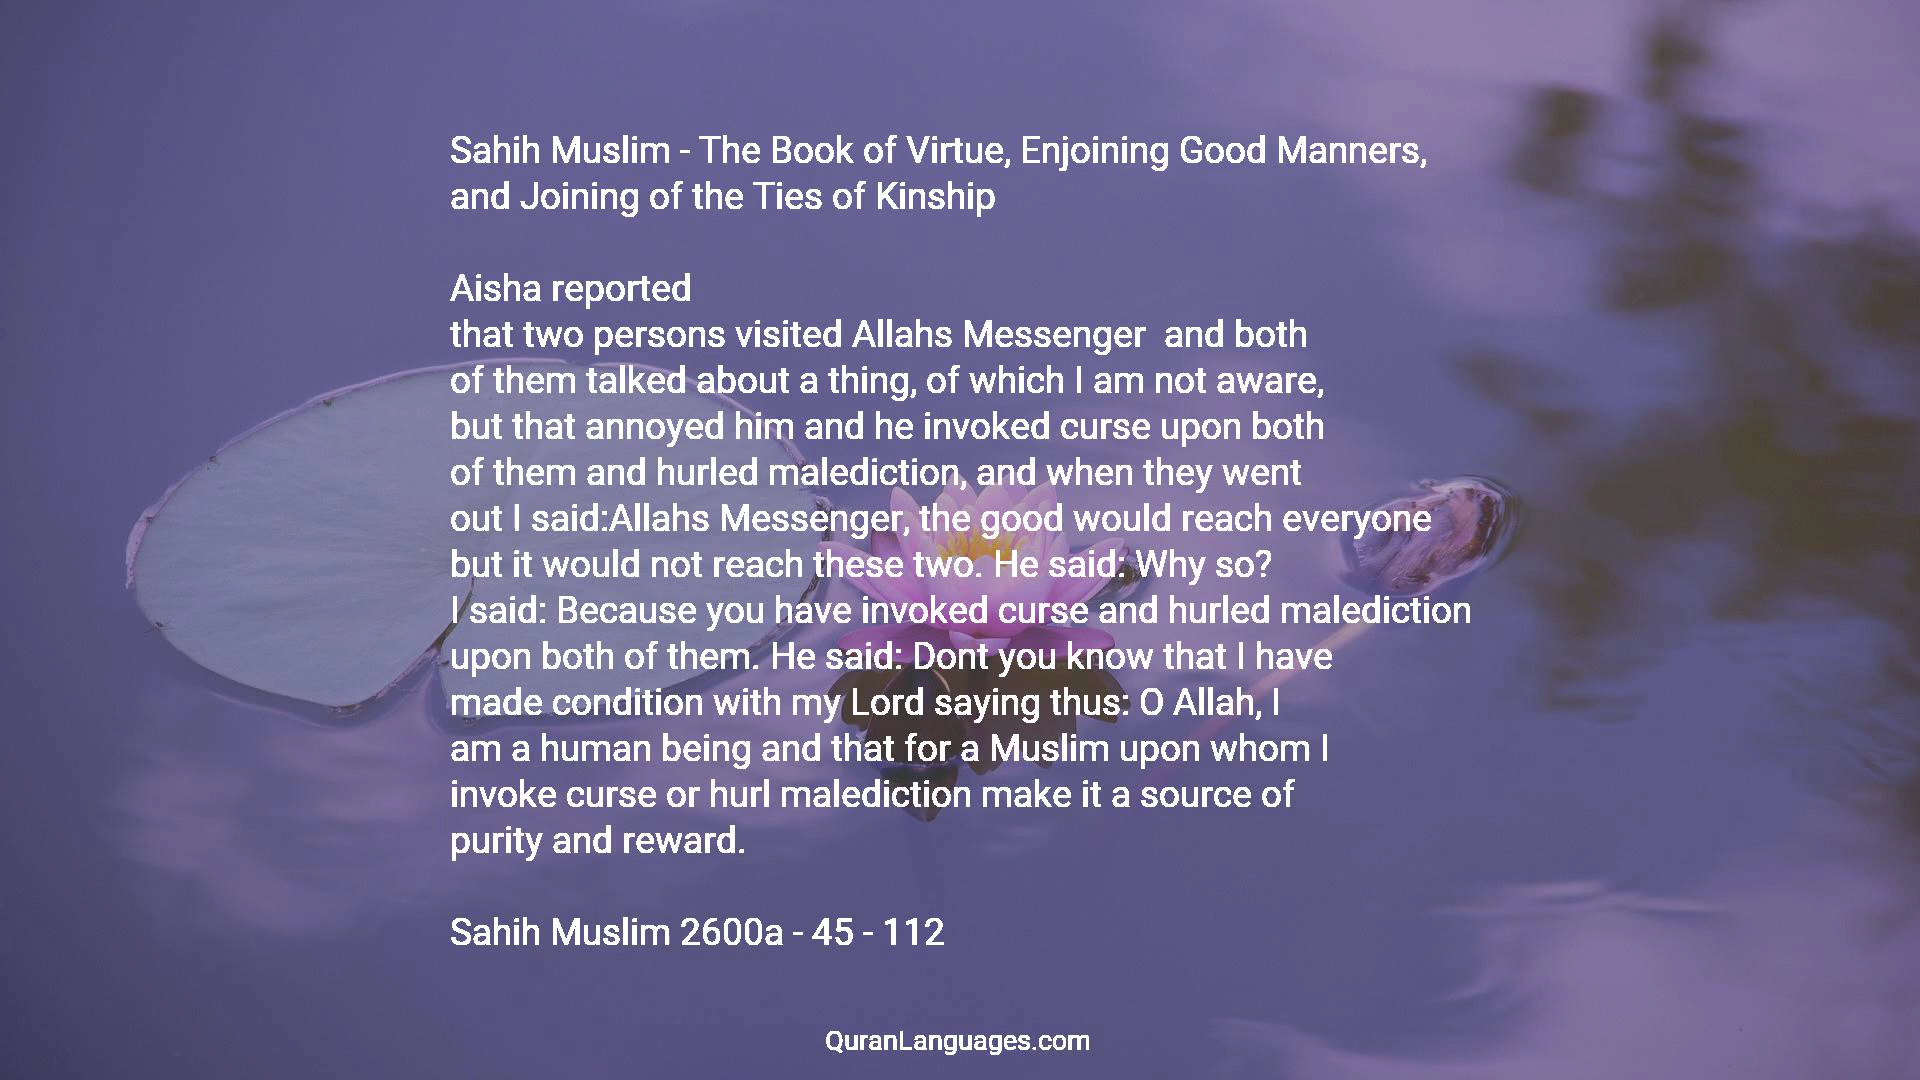 Sahih Muslim - The Book of Virtue, Enjoining Good Manners,
and Joining of the Ties of Kinship
Aisha reported
that two persons visited Allahs Messenger  and both
of them talked about a thing, of which I am not aware,
but that annoyed him and he invoked curse upon both
of them and hurled malediction, and when they went
out I said:Allahs Messenger, the good would reach everyone
but it would not reach these two. He said: Why so?
I said: Because you have invoked curse and hurled malediction
upon both of them. He said: Dont you know that I have
made condition with my Lord saying thus: O Allah, I
am a human being and that for a Muslim upon whom I
invoke curse or hurl malediction make it a source of
purity and reward.
Sahih Muslim 2600a - 45 - 112
QuranLanguages.com